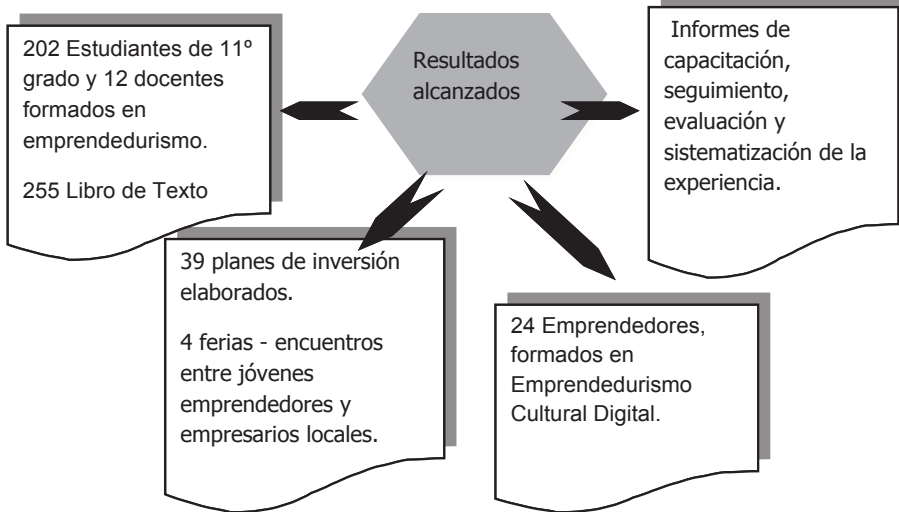 Resultados
alcanzados
202 Estudiantes de 11º
grado y 12 docentes
formados en
emprendedurismo.
255 Libro de Texto
39 planes de inversión
elaborados.
4 ferias - encuentros
entre jóvenes
emprendedores y
empresarios locales.
24 Emprendedores,
formados en
Emprendedurismo
Cultural Digital.
Informes de
capacitación,
seguimiento,
evaluación y
sistematización de la
experiencia.